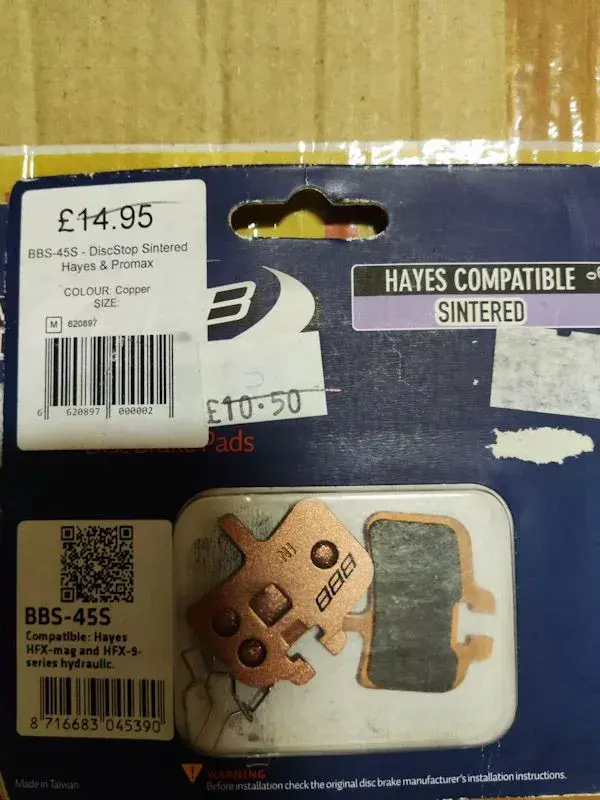 £14.95
BBS-45S - DiscStop Sintered
Hayes & Promax
COLOUR: Copper
SIZE:
M 620897
6 620897 000002
B
HAYES COMPATIBLE
SINTERED
£10.50
Disc Brake Pads
BBB
BBS-45S
Compatible: Hayes
HFX-mag and HFX-9-
series hydraulic.
8 716683 045390
WARNING
Before installation check the original disc brake manufacturer's installation instructions.
Made in Taiwan